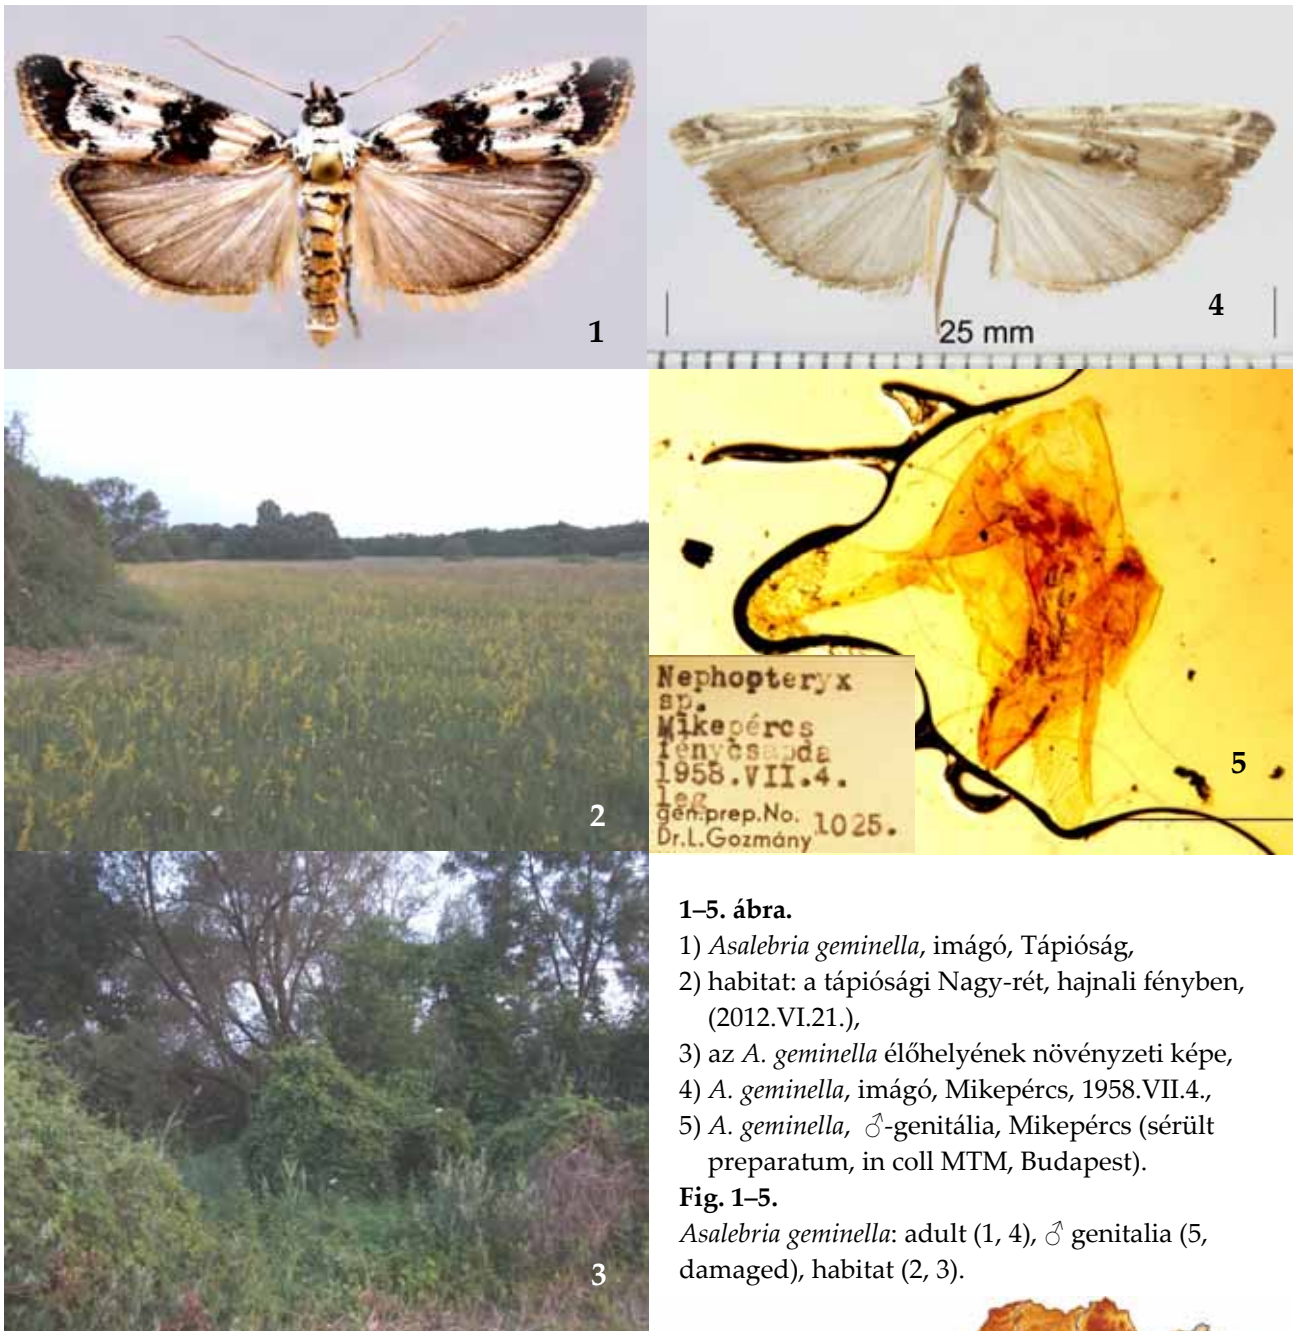 1
4
25 mm
2
Nephopteryx
sp.
Mikepércs
fénycsapda
1958.VII.4.
leg
gen.prep.No. 1025.
Dr.L.Gozmány
5
3
1–5. ábra.
1) Asalebria geminella, imágó, Tápióság,
2) habitat: a tápiósági Nagy-rét, hajnali fényben,
(2012.VI.21.),
3) az A. geminella élőhelyének növényzeti képe,
4) A. geminella, imágó, Mikepércs, 1958.VII.4.,
5) A. geminella, ♂-genitália, Mikepércs (sérült
preparatum, in coll MTM, Budapest).
Fig. 1–5.
Asalebria geminella: adult (1, 4), ♂ genitalia (5,
damaged), habitat (2, 3).